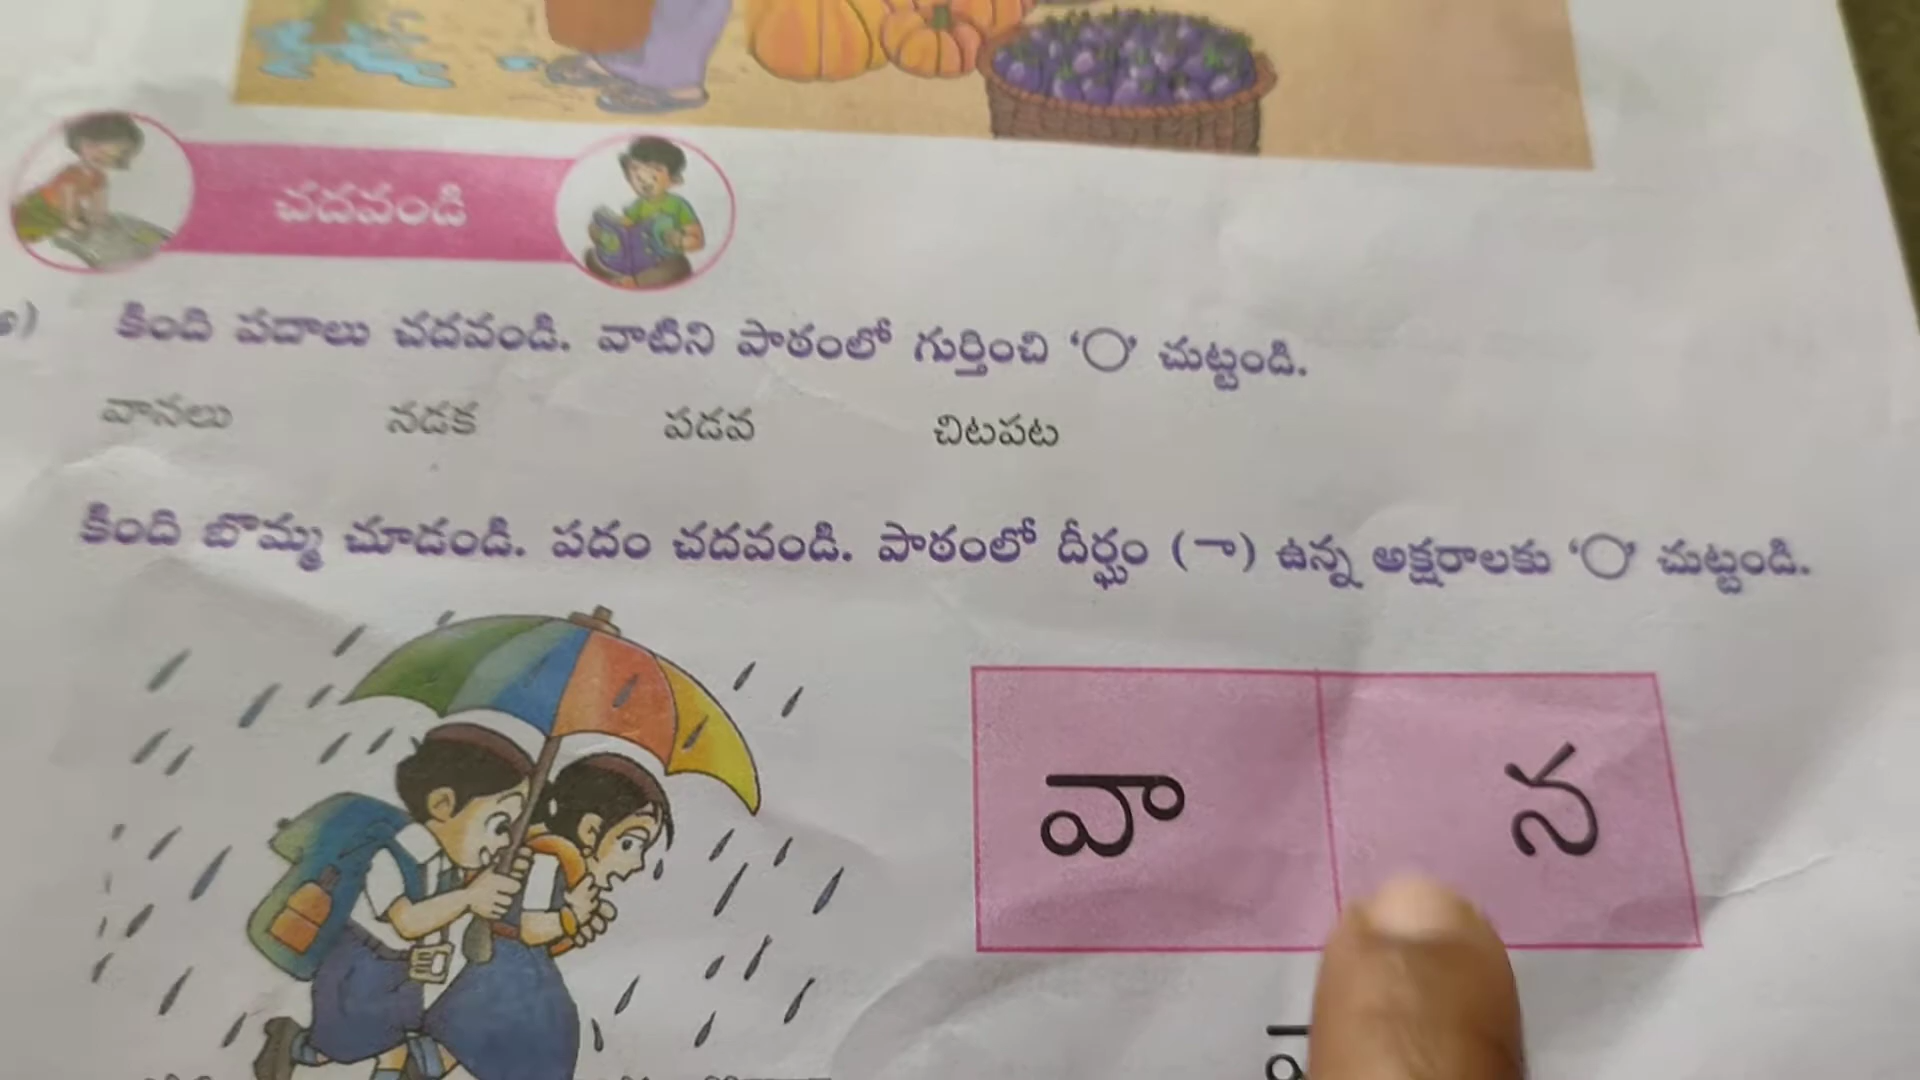 చదవండి
కింది పదాలు చదవండి. వాటిని పాఠంలో గుర్తించి ‘○’ చుట్టండి.
వానలు నడక పడవ చిటపట
కింది బొమ్మ చూడండి. పదం చదవండి. పాఠంలో దీర్ఘం (ా) ఉన్న అక్షరాలకు ‘○’ చుట్టండి.
వా న